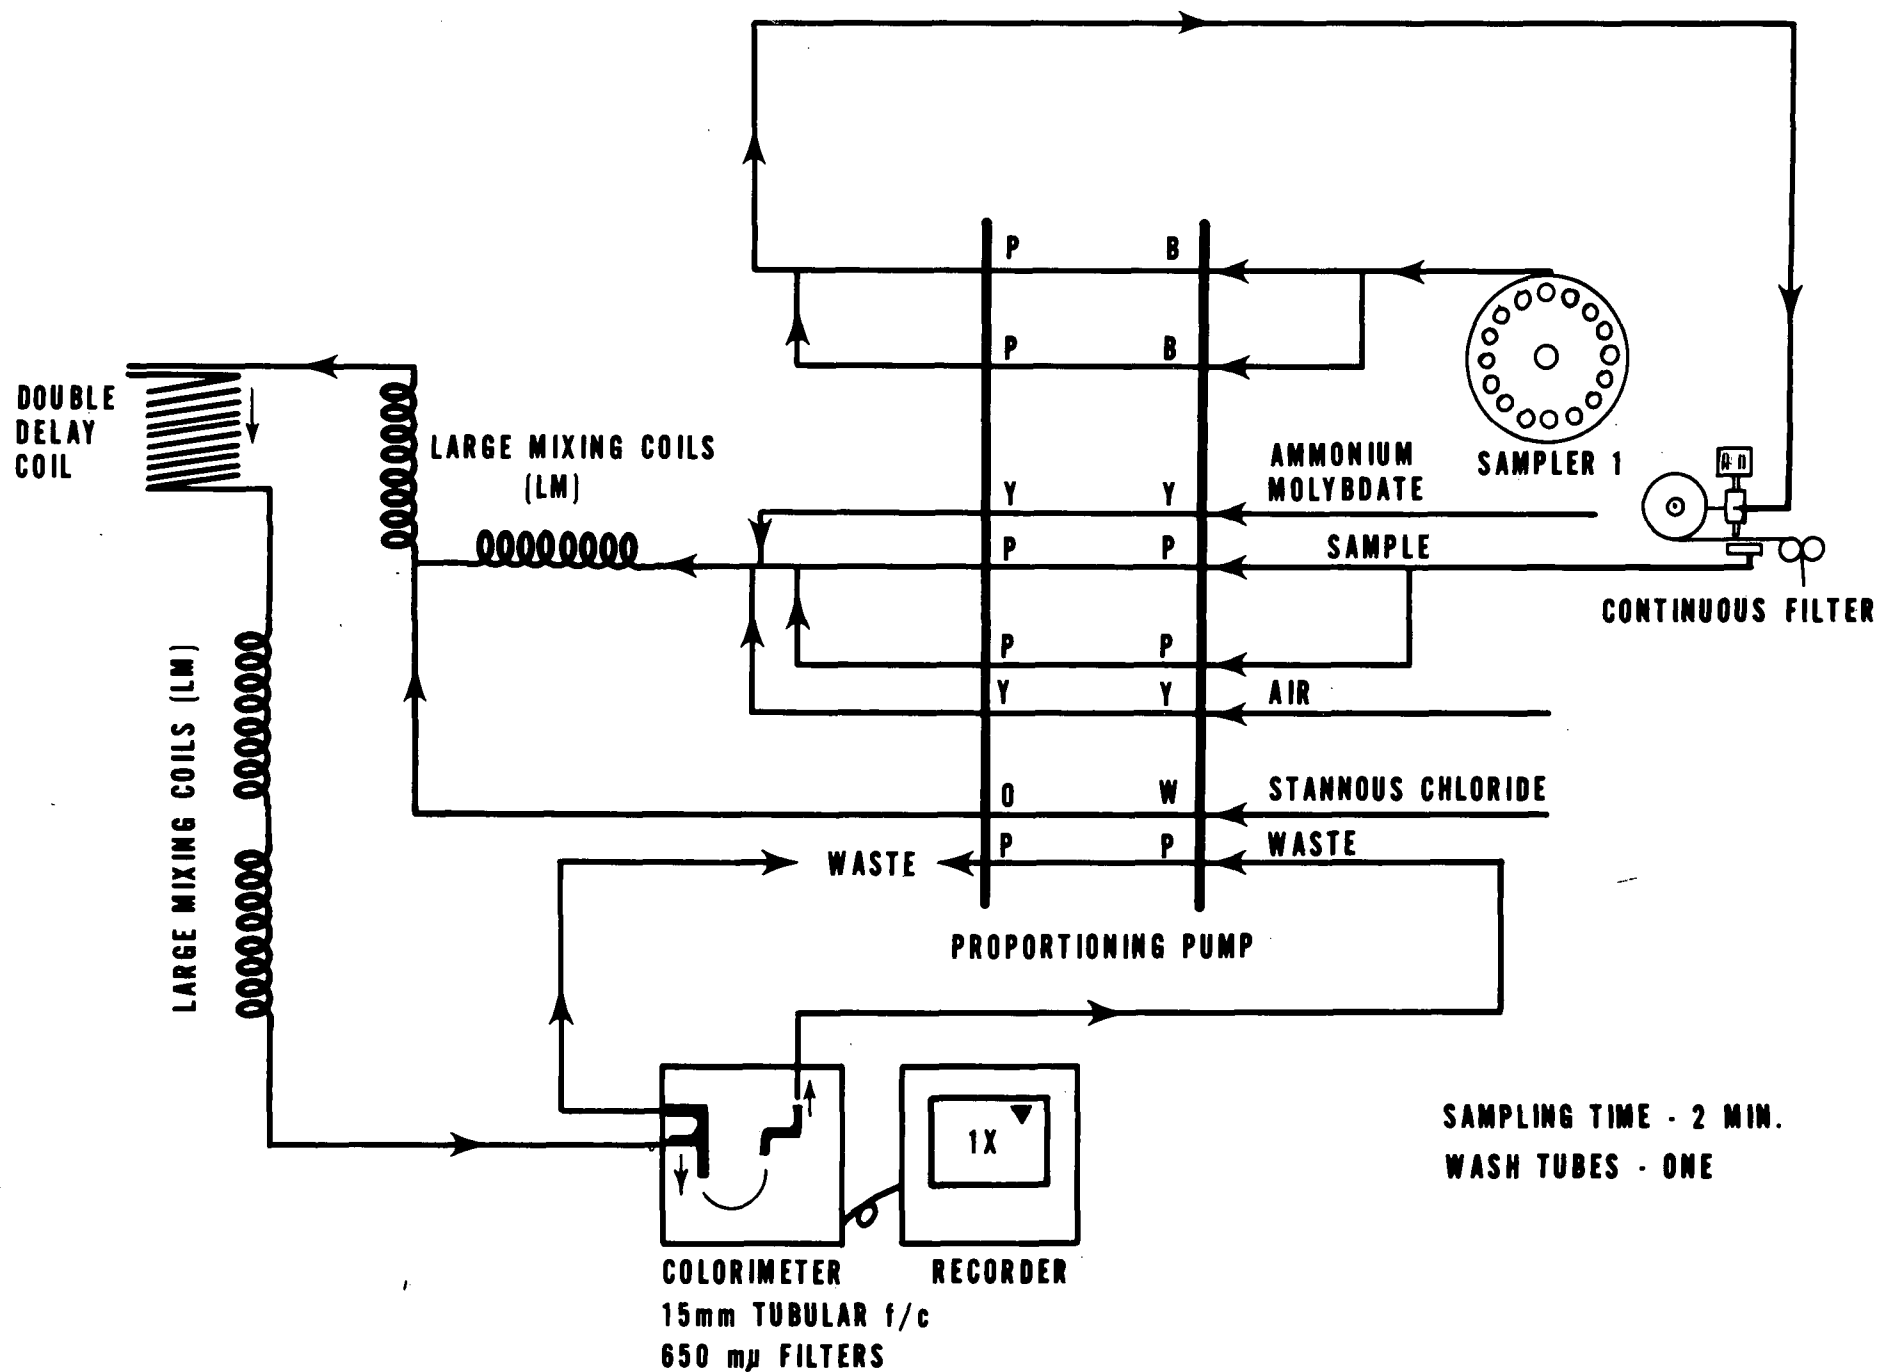 P B
P B
DOUBLE
DELAY
COIL
LARGE MIXING COILS
(LM)
AMMONIUM
MOLYBDATE
SAMPLER 1
Y Y
P P
SAMPLE
CONTINUOUS FILTER
P P
Y Y
AIR
LARGE MIXING COILS (LM)
O W
STANNOUS CHLORIDE
P P
WASTE
WASTE
PROPORTIONING PUMP
1X
SAMPLING TIME - 2 MIN.
WASH TUBES - ONE
COLORIMETER
RECORDER
15mm TUBULAR f/c
650 mμ FILTERS